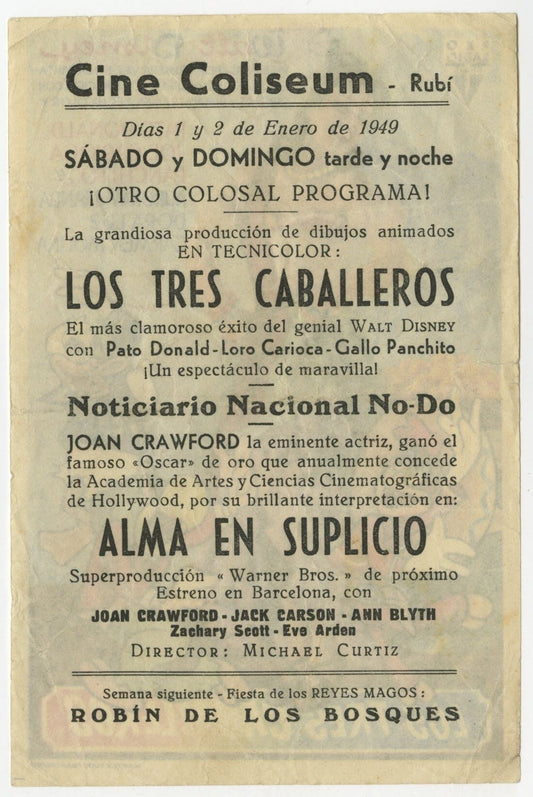 Cine Coliseum - Rubí
Días 1 y 2 de Enero de 1949
SÁBADO y DOMINGO tarde y noche
¡OTRO COLOSAL PROGRAMA!
La grandiosa producción de dibujos animados
EN TECNICOLOR:
LOS TRES CABALLEROS
El más clamoroso éxito del genial WALT DISNEY
con Pato Donald - Loro Carioca - Gallo Panchito
¡Un espectáculo de maravilla!
Noticiario Nacional No-Do
JOAN CRAWFORD la eminente actriz, ganó el
famoso «Oscar» de oro que anualmente concede
la Academia de Artes y Ciencias Cinematográficas
de Hollywood, por su brillante interpretación en:
ALMA EN SUPLICIO
Superproducción «Warner Bros.» de próximo
Estreno en Barcelona, con
JOAN CRAWFORD - JACK CARSON - ANN BLYTH
Zachary Scott - Eve Arden
DIRECTOR: MICHAEL CURTIZ
Semana siguiente - Fiesta de los REYES MAGOS:
ROBÍN DE LOS BOSQUES